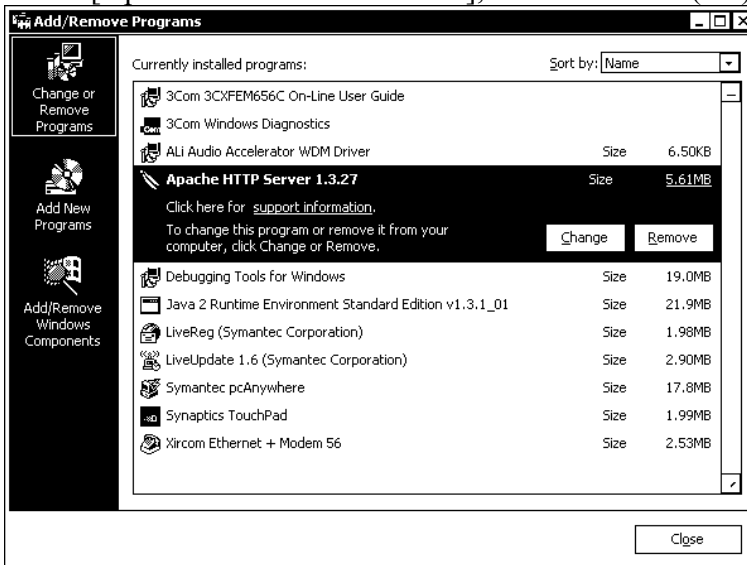 Add/Remove Programs
Change or
Remove
Programs
Add New
Programs
Add/Remove
Windows
Components
Currently installed programs:
Sort by: Name
3Com 3CXFEM656C On-Line User Guide
3Com Windows Diagnostics
ALi Audio Accelerator WDM Driver Size 6.50KB
Apache HTTP Server 1.3.27 Size 5.61MB
Click here for support information.
To change this program or remove it from your
computer, click Change or Remove.
Change Remove
Debugging Tools for Windows Size 19.0MB
Java 2 Runtime Environment Standard Edition v1.3.1_01 Size 21.9MB
LiveReg (Symantec Corporation) Size 1.98MB
LiveUpdate 1.6 (Symantec Corporation) Size 2.90MB
Symantec pcAnywhere Size 17.8MB
Synaptics TouchPad Size 1.99MB
Xircom Ethernet + Modem 56 Size 2.53MB
Close